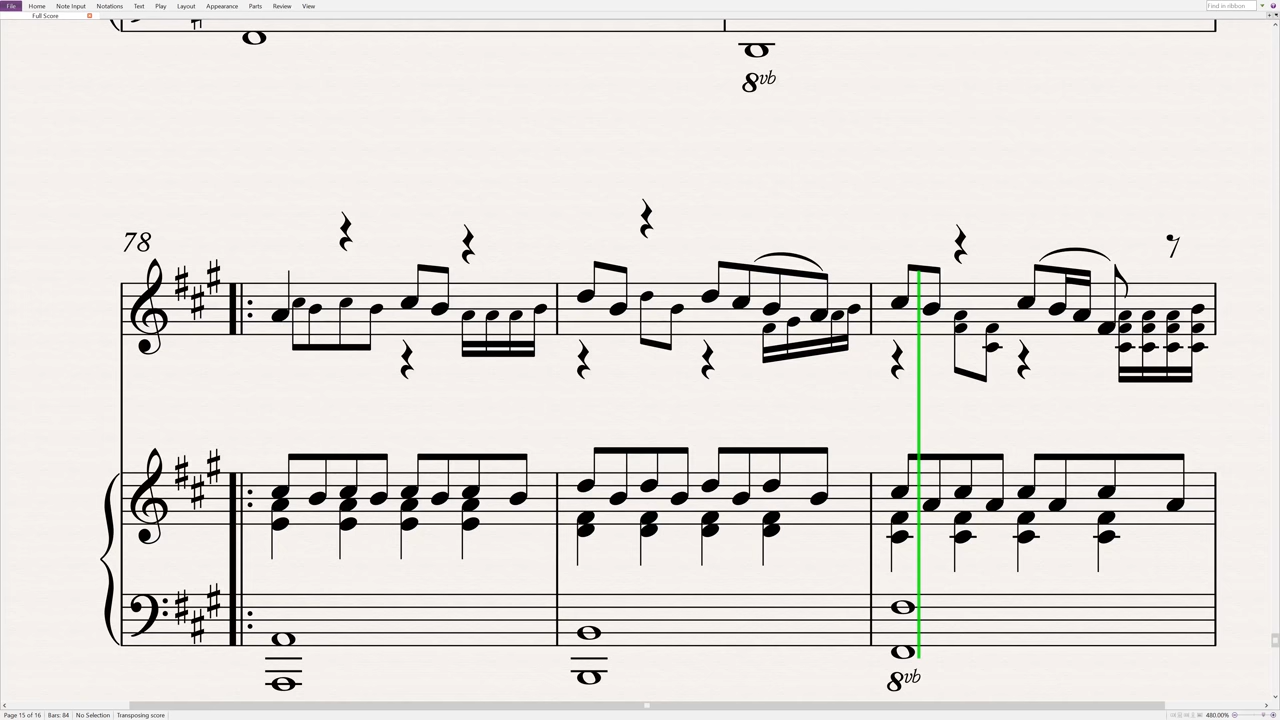 File Home Note Input Notations Text Play Layout Appearance Parts Review View Find in ribbon
Full Score
8vb
78
8vb
Page 15 of 16 Bars: 84 No Selection Transposing score 480.00%